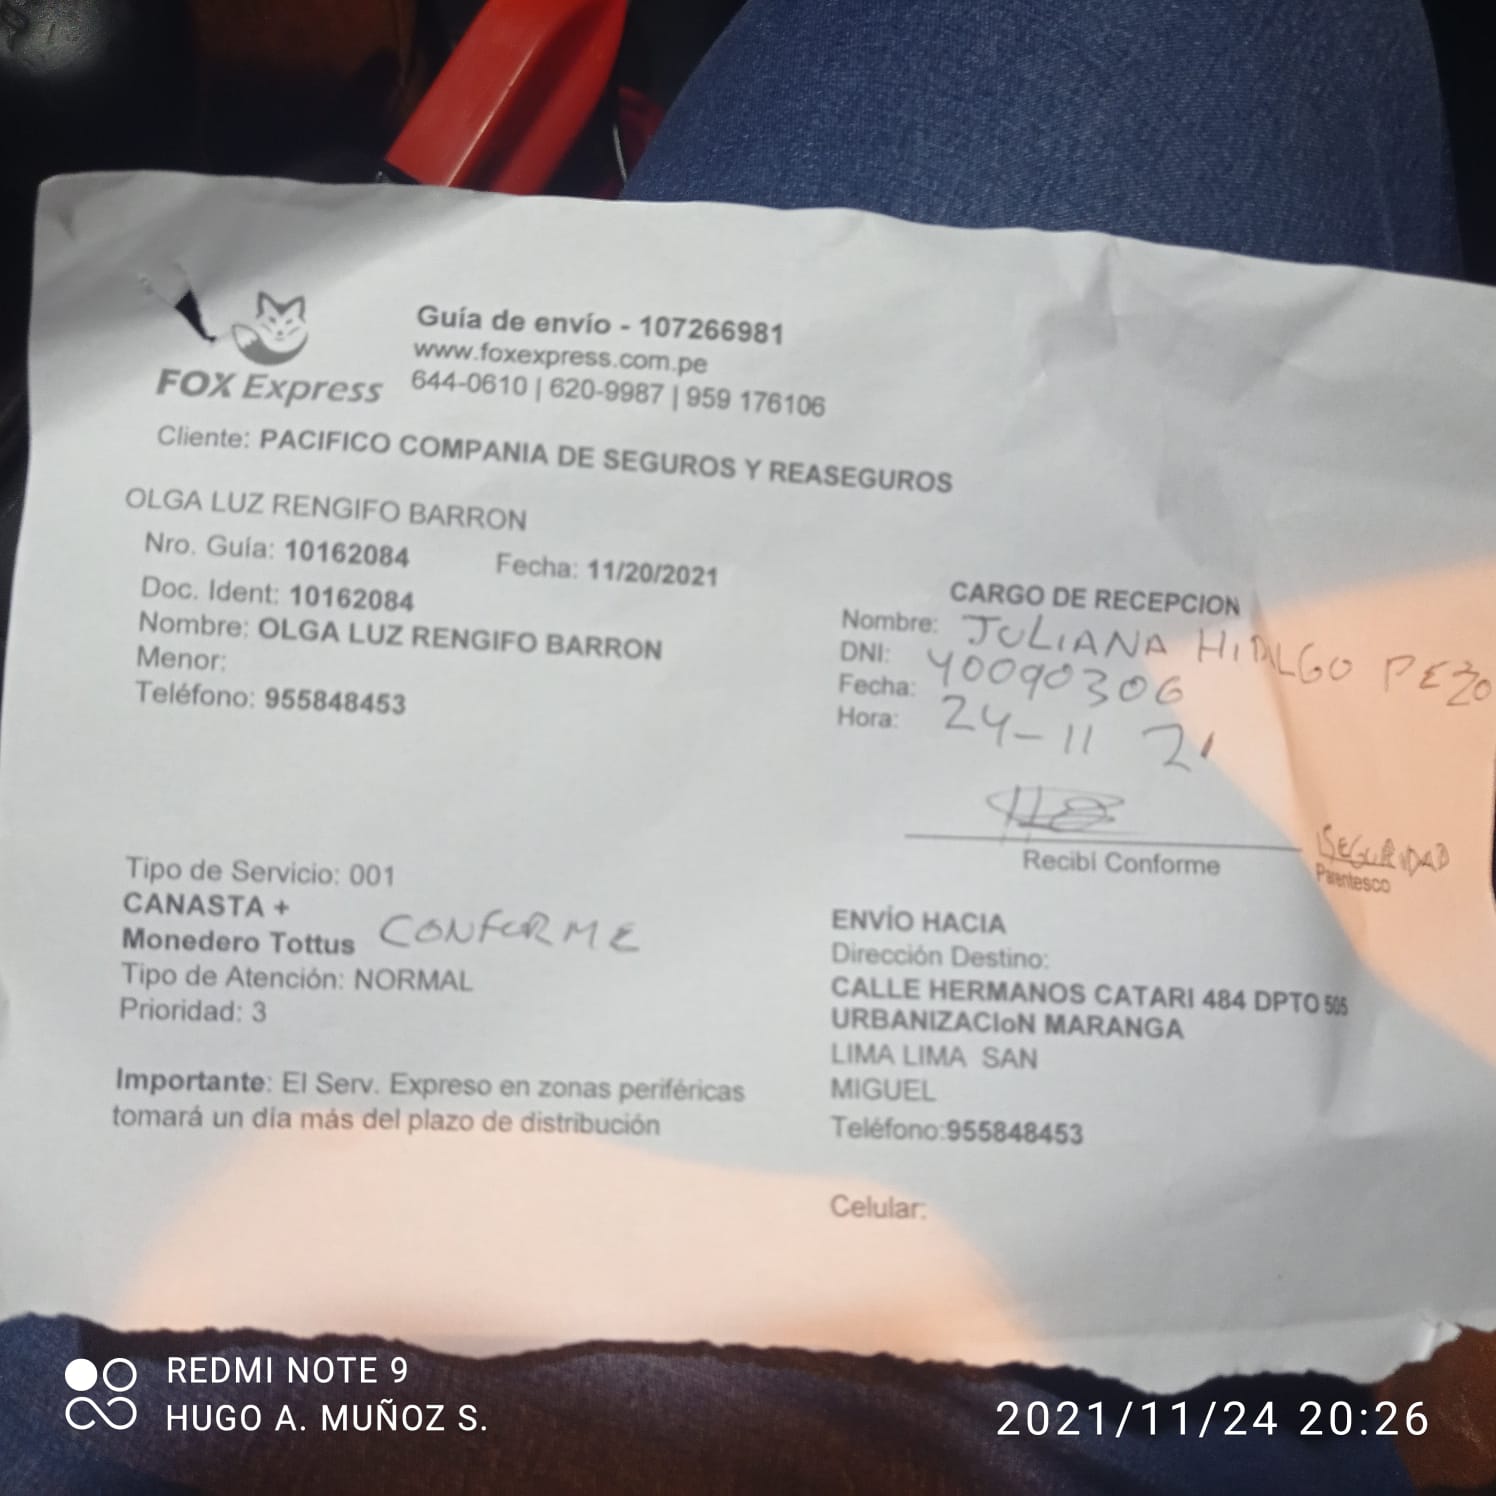 FOX Express
Guía de envío - 107266981
www.foxexpress.com.pe
644-0610 | 620-9987 | 959 176106
Cliente: PACIFICO COMPANIA DE SEGUROS Y REASEGUROS
OLGA LUZ RENGIFO BARRON
Nro. Guía: 10162084 Fecha: 11/20/2021
Doc. Ident: 10162084
Nombre: OLGA LUZ RENGIFO BARRON
Menor:
Teléfono: 955848453
CARGO DE RECEPCION
Nombre: JULIANA HIDALGO PEZO
DNI: 40090306
Fecha: 24-11 21
Hora:
Recibí Conforme
SEGURIDAD
Parentesco
Tipo de Servicio: 001
CANASTA +
Monedero Tottus CONFORME
Tipo de Atención: NORMAL
Prioridad: 3
Importante: El Serv. Expreso en zonas periféricas
tomará un día más del plazo de distribución
ENVÍO HACIA
Dirección Destino:
CALLE HERMANOS CATARI 484 DPTO 505
URBANIZACIoN MARANGA
LIMA LIMA SAN
MIGUEL
Teléfono:955848453
Celular:
REDMI NOTE 9
HUGO A. MUÑOZ S.
2021/11/24 20:26